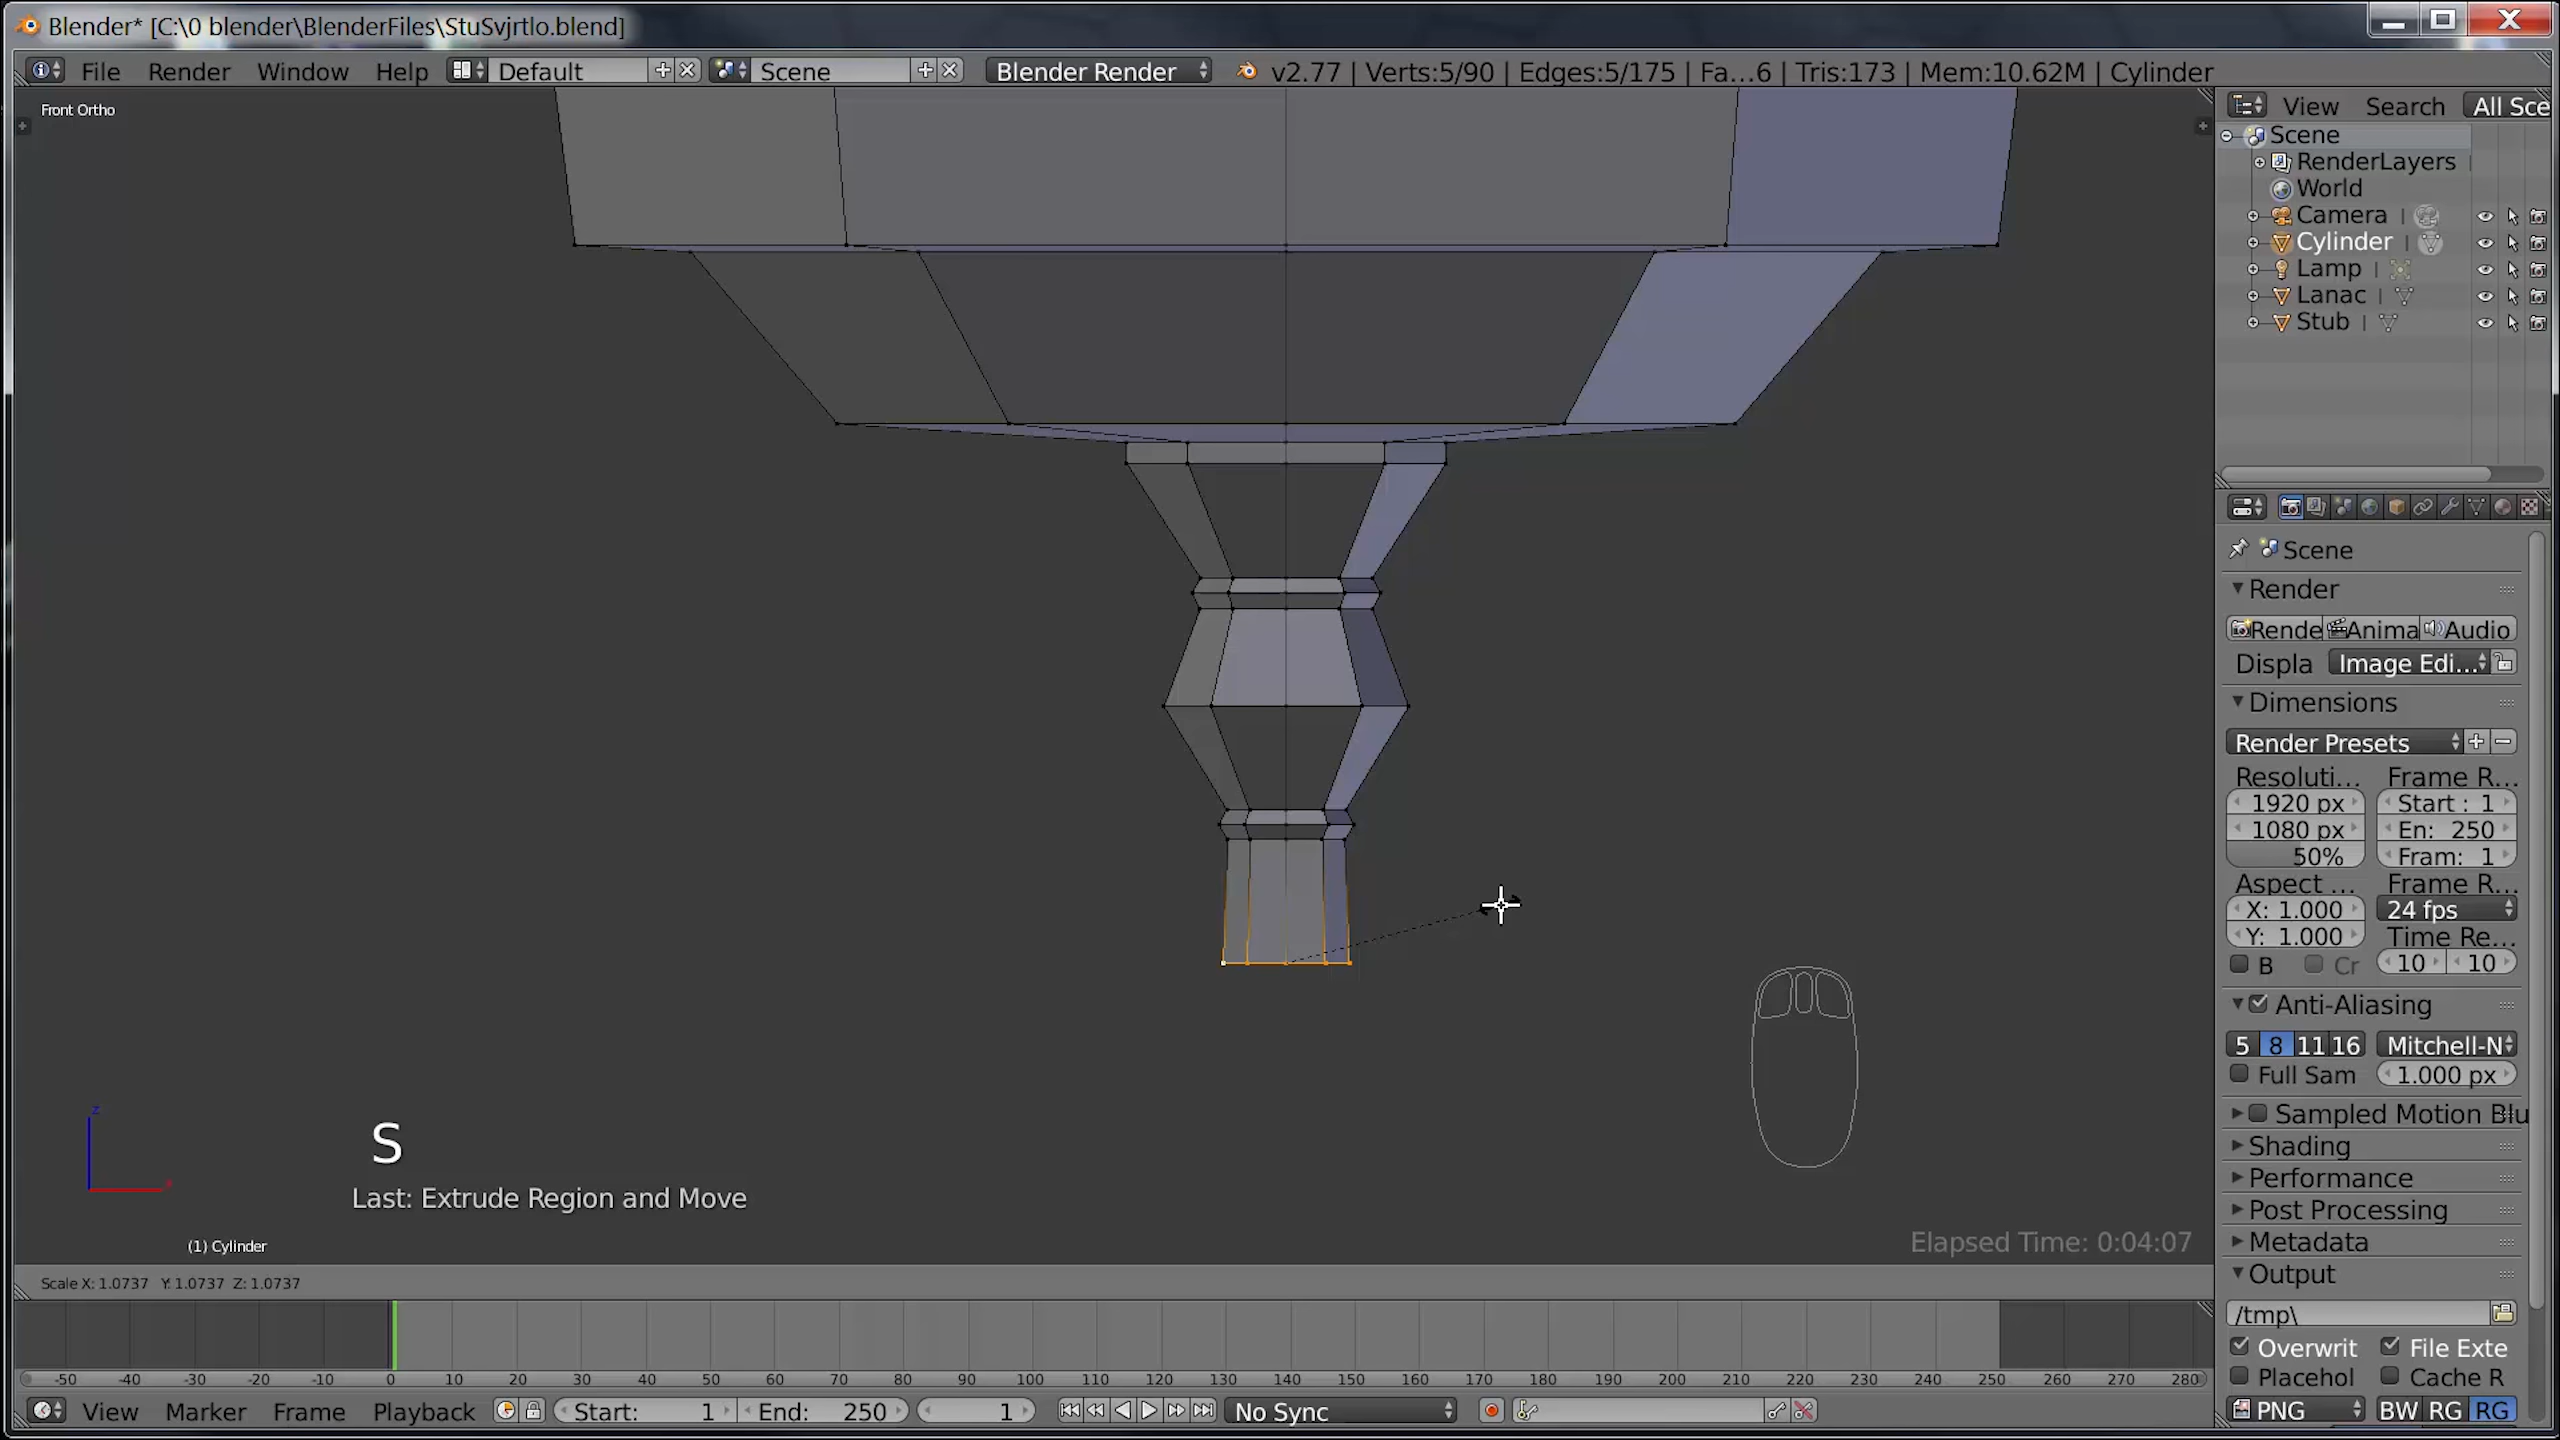 Blender* [C:\0 blender\BlenderFiles\StuSvjrtlo.blend]
File Render Window Help Default Scene Blender Render v2.77 | Verts:5/90 | Edges:5/175 | Fa...6 | Tris:173 | Mem:10.62M | Cylinder
Front Ortho
View Search All Sce
Scene
RenderLayers
World
Camera
Cylinder
Lamp
Lanac
Stub
Scene
Render
Rende Anima Audio
Displa Image Edi...
Dimensions
Render Presets
Resoluti... Frame R...
1920 px Start : 1
1080 px En: 250
50% Fram: 1
Aspect ... Frame R...
X: 1.000 24 fps
Y: 1.000 Time Re...
B Cr 10 10
Anti-Aliasing
5 8 11 16 Mitchell-N
Full Sam 1.000 px
Sampled Motion Blu
Shading
Performance
Post Processing
Metadata
Output
/tmp\
Overwrit File Exte
Placehol Cache R
PNG BW RG RG
z
S
Last: Extrude Region and Move
(1) Cylinder
Elapsed Time: 0:04:07
Scale X: 1.0737 Y: 1.0737 Z: 1.0737
-50 -40 -30 -20 -10 0 10 20 30 40 50 60 70 80 90 100 110 120 130 140 150 160 170 180 190 200 210 220 230 240 250 260 270 280
View Marker Frame Playback Start: 1 End: 250 1 No Sync